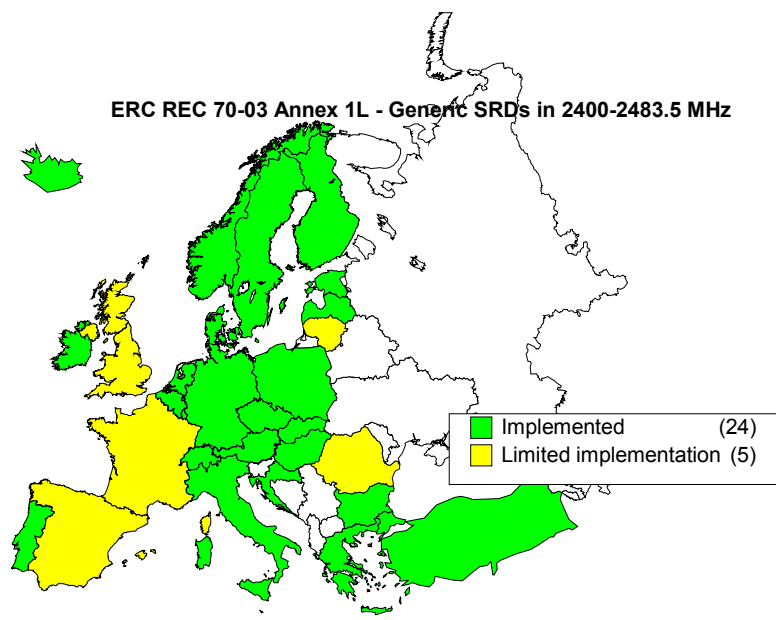 ERC REC 70-03 Annex 1L - Generic SRDs in 2400-2483.5 MHz
Implemented (24)
Limited implementation (5)